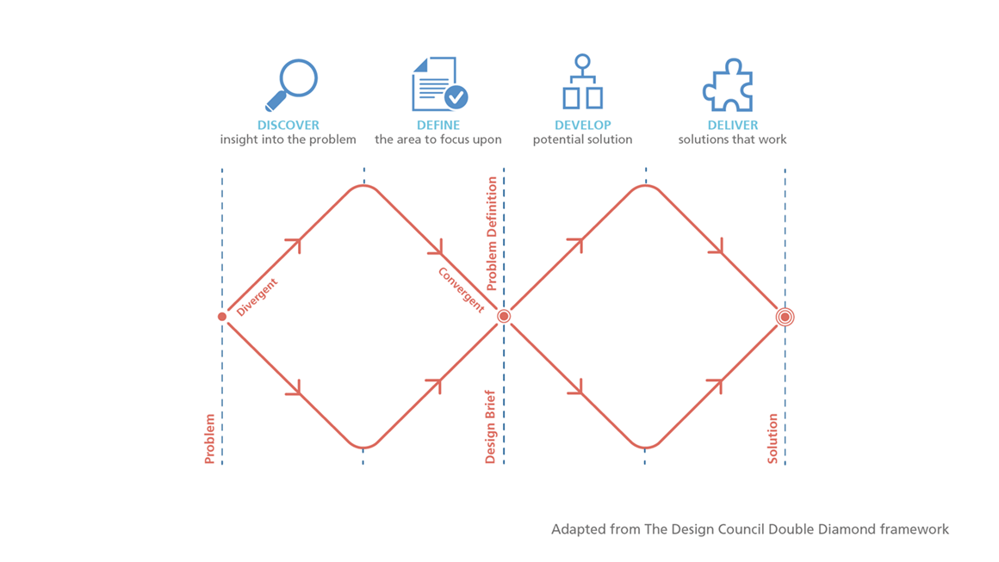 DISCOVER
insight into the problem
DEFINE
the area to focus upon
DEVELOP
potential solution
DELIVER
solutions that work
Divergent
Convergent
Problem Definition
Problem
Design Brief
Solution
Adapted from The Design Council Double Diamond framework